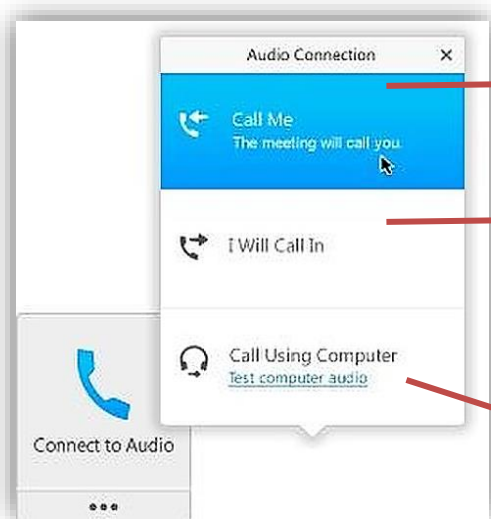 Audio Connection
Call Me
The meeting will call you.
I Will Call In
Call Using Computer
Test computer audio
Connect to Audio